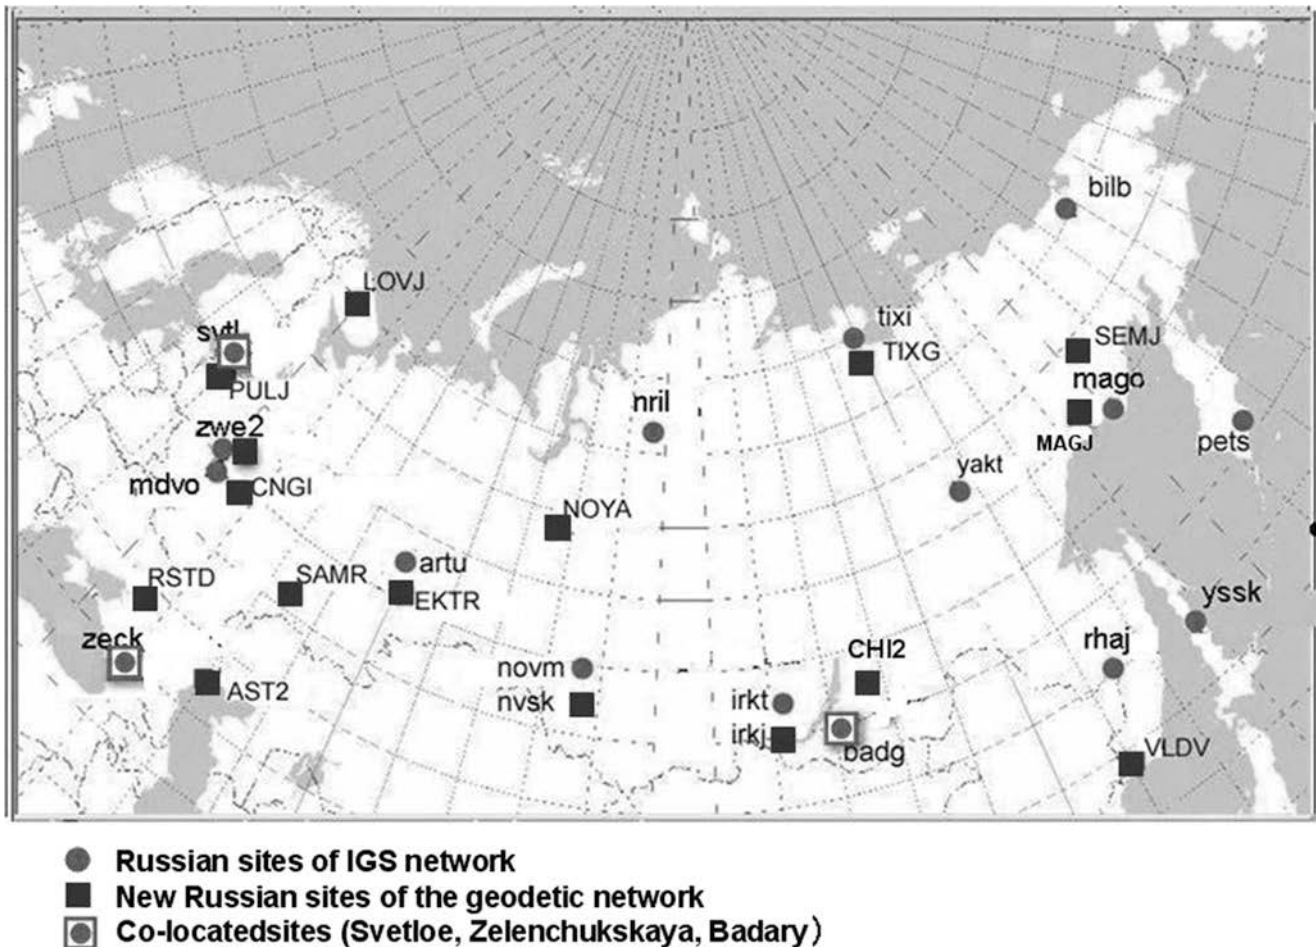 bilb
LOVJ
tixi
svtl
TIXG
SEMJ
PULJ
nril
mago
zwe2
MAGJ
pets
mdvo
CNGI
yakt
NOYA
artu
RSTD
SAMR
EKTR
yssk
zeck
CHI2
rhaj
novm
AST2
nvsk
irkt
irkj
badg
VLDV
Russian sites of IGS network
New Russian sites of the geodetic network
Co-locatedsites (Svetloe, Zelenchukskaya, Badary)